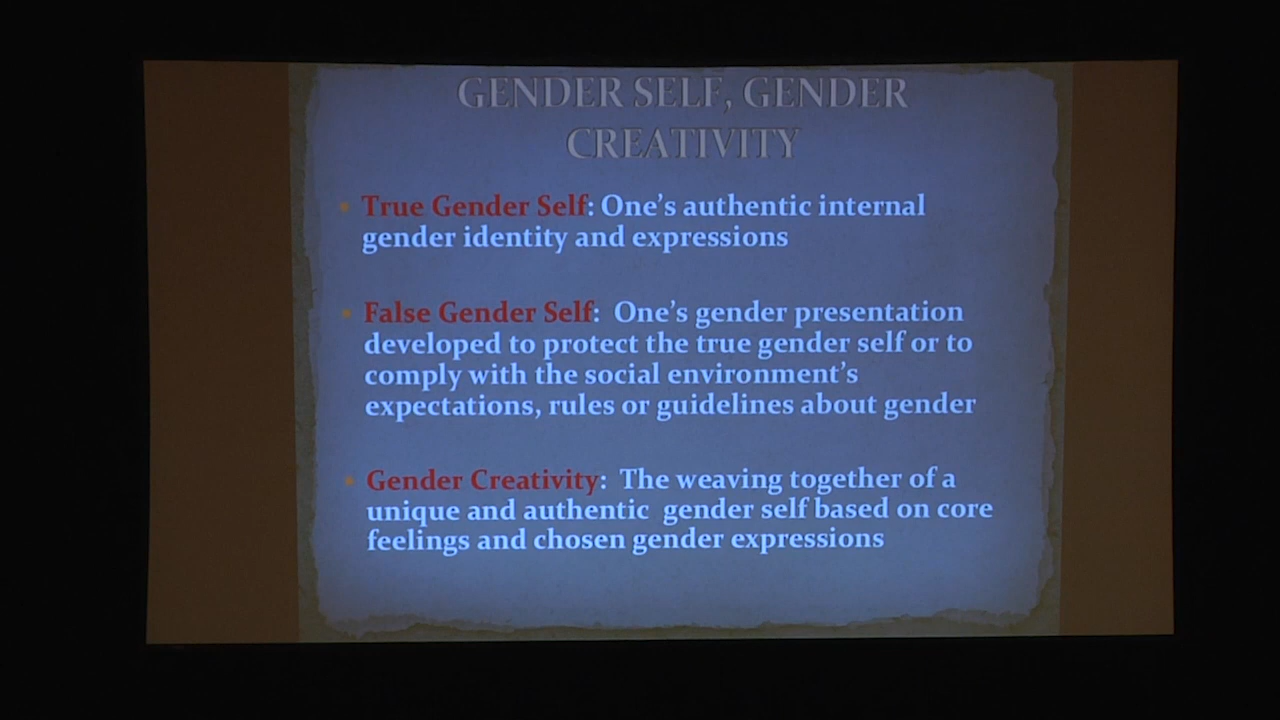 GENDER SELF, GENDER
CREATIVITY
True Gender Self: One's authentic internal
gender identity and expressions
False Gender Self:  One's gender presentation
developed to protect the true gender self or to
comply with the social environment's
expectations, rules or guidelines about gender
Gender Creativity:  The weaving together of a
unique and authentic  gender self based on core
feelings and chosen gender expressions